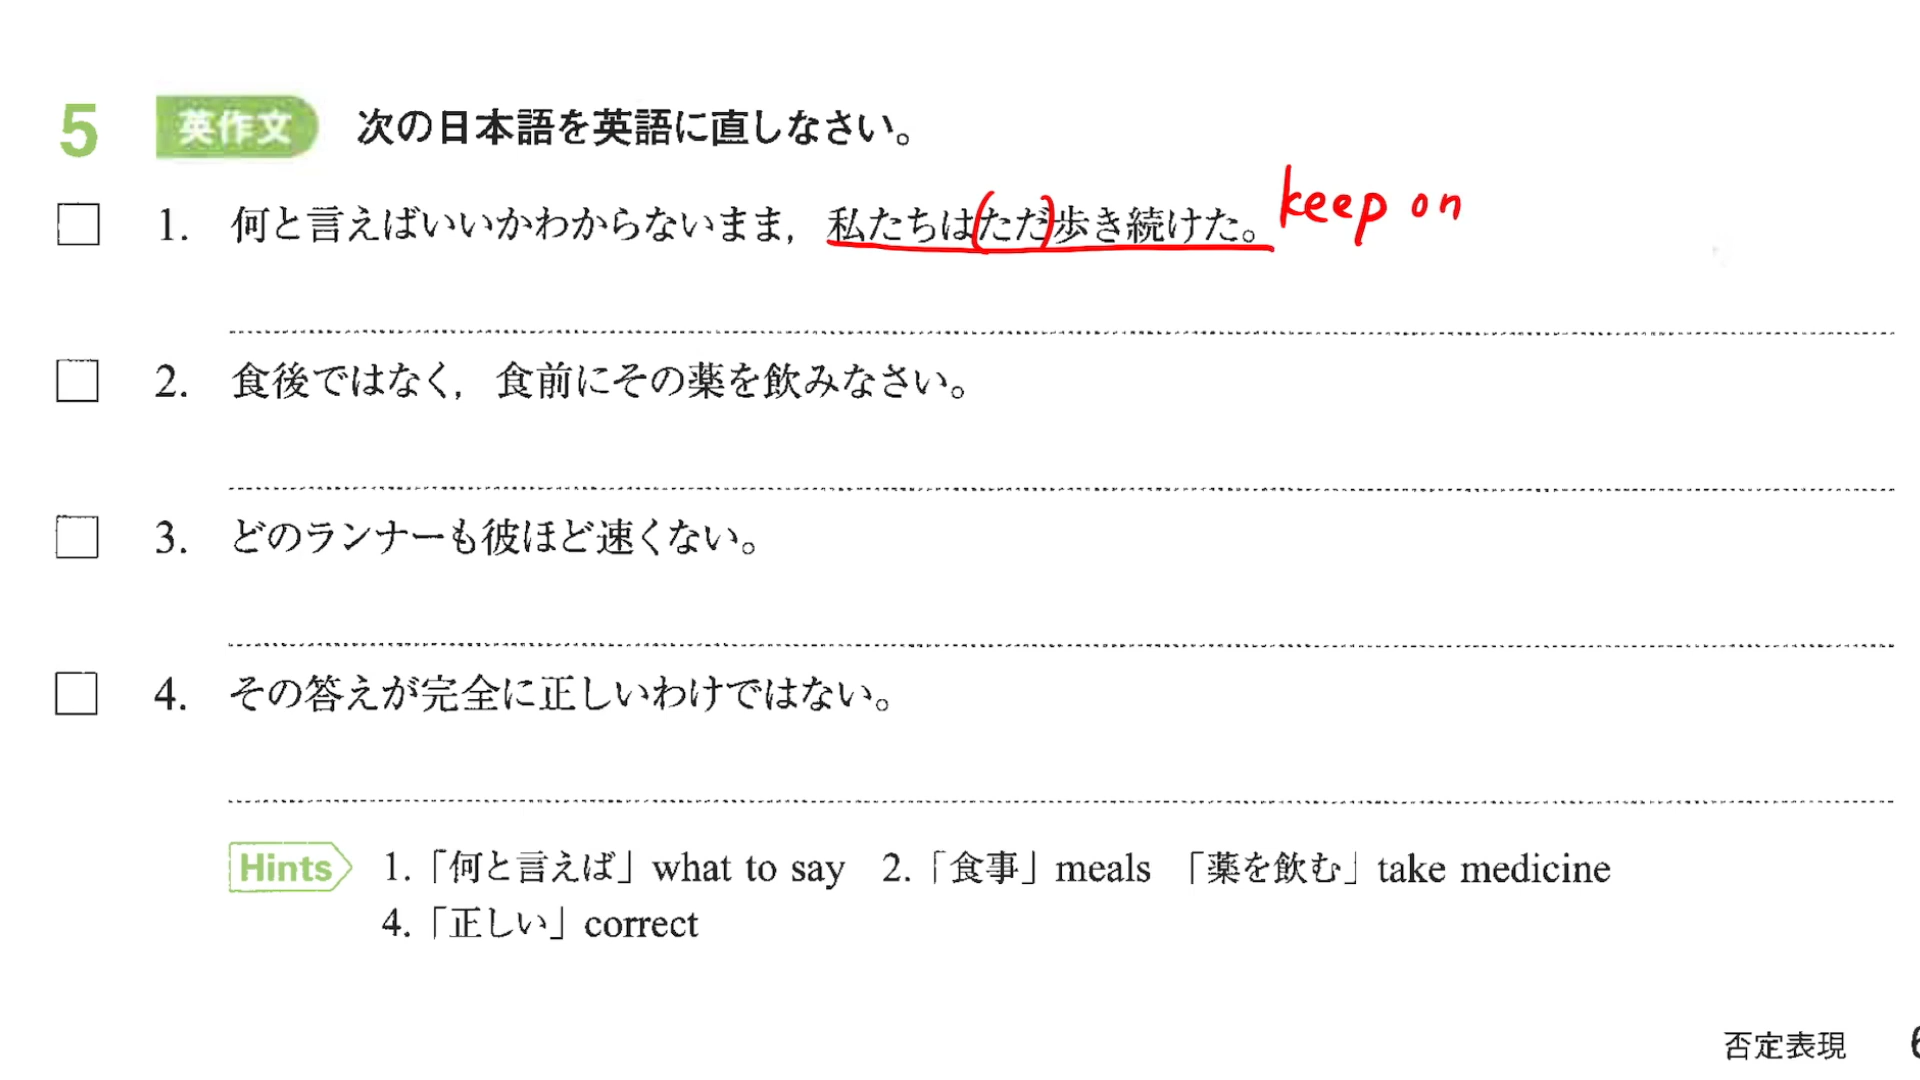 5 英作文 次の日本語を英語に直しなさい。
1. 何と言えばいいかわからないまま，私たちは(ただ)歩き続けた。 keep on
2. 食後ではなく，食前にその薬を飲みなさい。
3. どのランナーも彼ほど速くない。
4. その答えが完全に正しいわけではない。
Hints 1.「何と言えば」what to say 2.「食事」meals 「薬を飲む」take medicine
4.「正しい」correct
否定表現